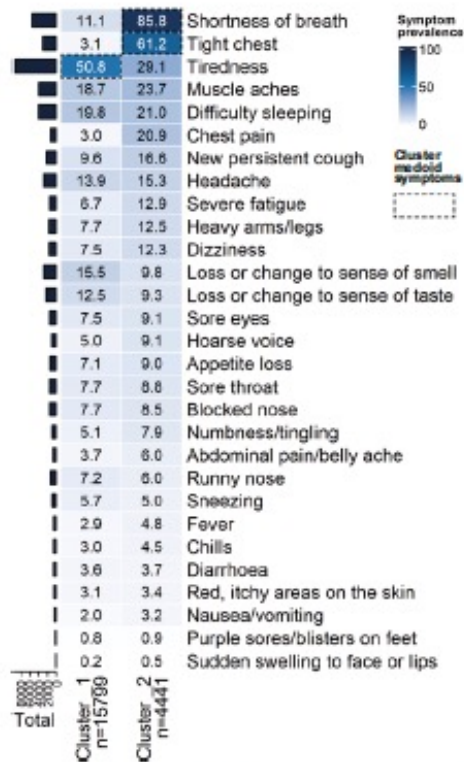 11.1 85.8 Shortness of breath
3.1 61.2 Tight chest
50.8 29.1 Tiredness
18.7 23.7 Muscle aches
19.8 21.0 Difficulty sleeping
3.0 20.9 Chest pain
9.6 16.6 New persistent cough
13.9 15.3 Headache
6.7 12.9 Severe fatigue
7.7 12.5 Heavy arms/legs
7.5 12.3 Dizziness
15.5 9.8 Loss or change to sense of smell
12.5 9.3 Loss or change to sense of taste
7.5 9.1 Sore eyes
5.0 9.1 Hoarse voice
7.1 9.0 Appetite loss
7.7 8.8 Sore throat
7.7 8.5 Blocked nose
5.1 7.9 Numbness/tingling
3.7 6.0 Abdominal pain/belly ache
7.2 6.0 Runny nose
5.7 5.0 Sneezing
2.9 4.8 Fever
3.0 4.5 Chills
3.6 3.7 Diarrhoea
3.1 3.4 Red, itchy areas on the skin
2.0 3.2 Nausea/vomiting
0.8 0.9 Purple sores/blisters on feet
0.2 0.5 Sudden swelling to face or lips
Total
Cluster_1
n=15799
Cluster_2
n=4441
Symptom
prevalence
100
50
0
Cluster
medoid
symptoms